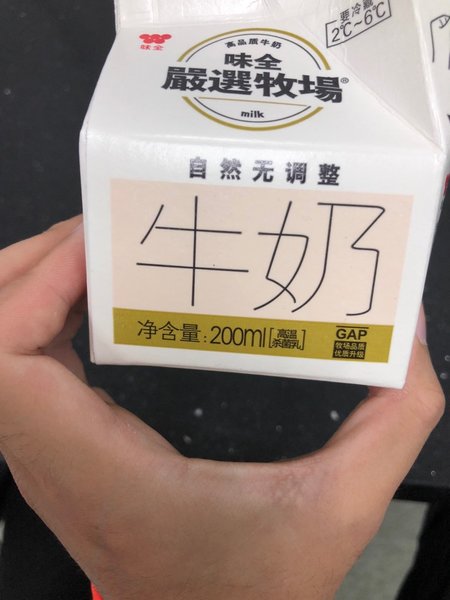 味全
高品质牛奶
味全
嚴選牧場®
milk
要冷藏
2℃~6℃
自然无调整
牛奶
净含量:200ml[高温杀菌乳]
GAP
牧场品质
优质升级